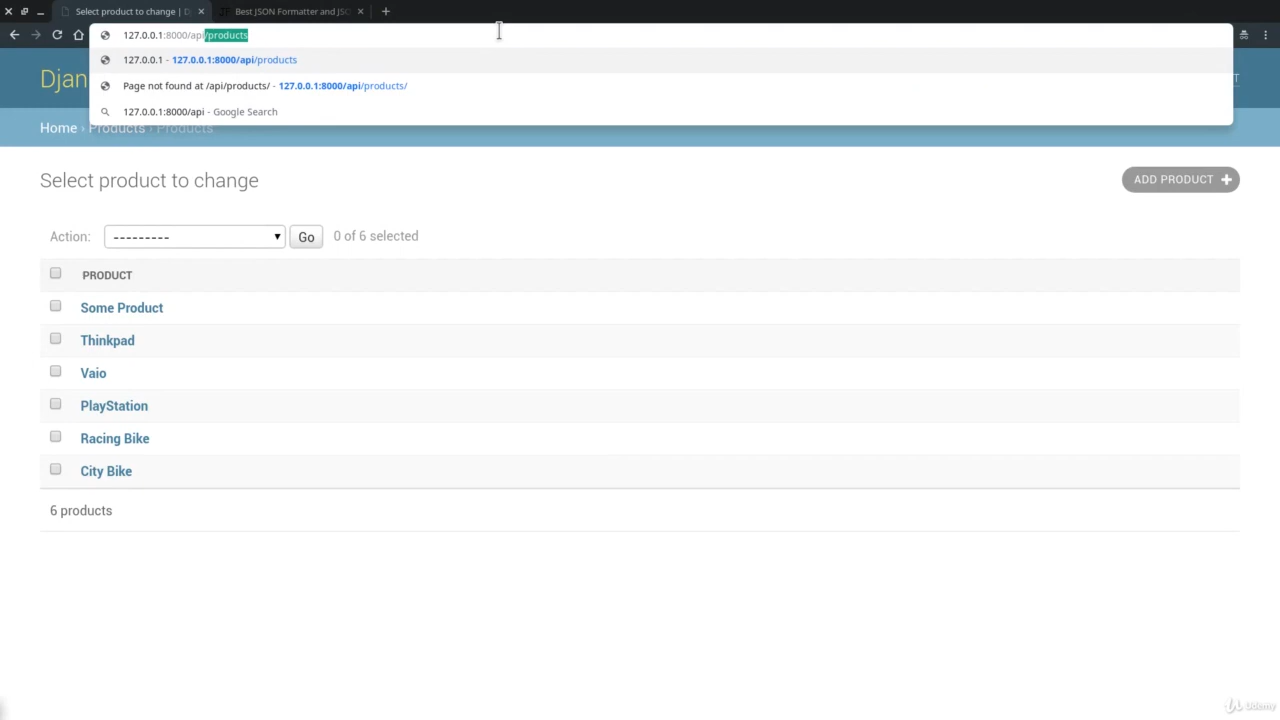 Select product to change | D
Best JSON Formatter and JSO
127.0.0.1:8000/api/products
127.0.0.1 - 127.0.0.1:8000/api/products
Page not found at /api/products/ - 127.0.0.1:8000/api/products/
127.0.0.1:8000/api - Google Search
Djan
T
Home › Products › Products
Select product to change
ADD PRODUCT +
Action:
---------
Go
0 of 6 selected
PRODUCT
Some Product
Thinkpad
Vaio
PlayStation
Racing Bike
City Bike
6 products
Udemy